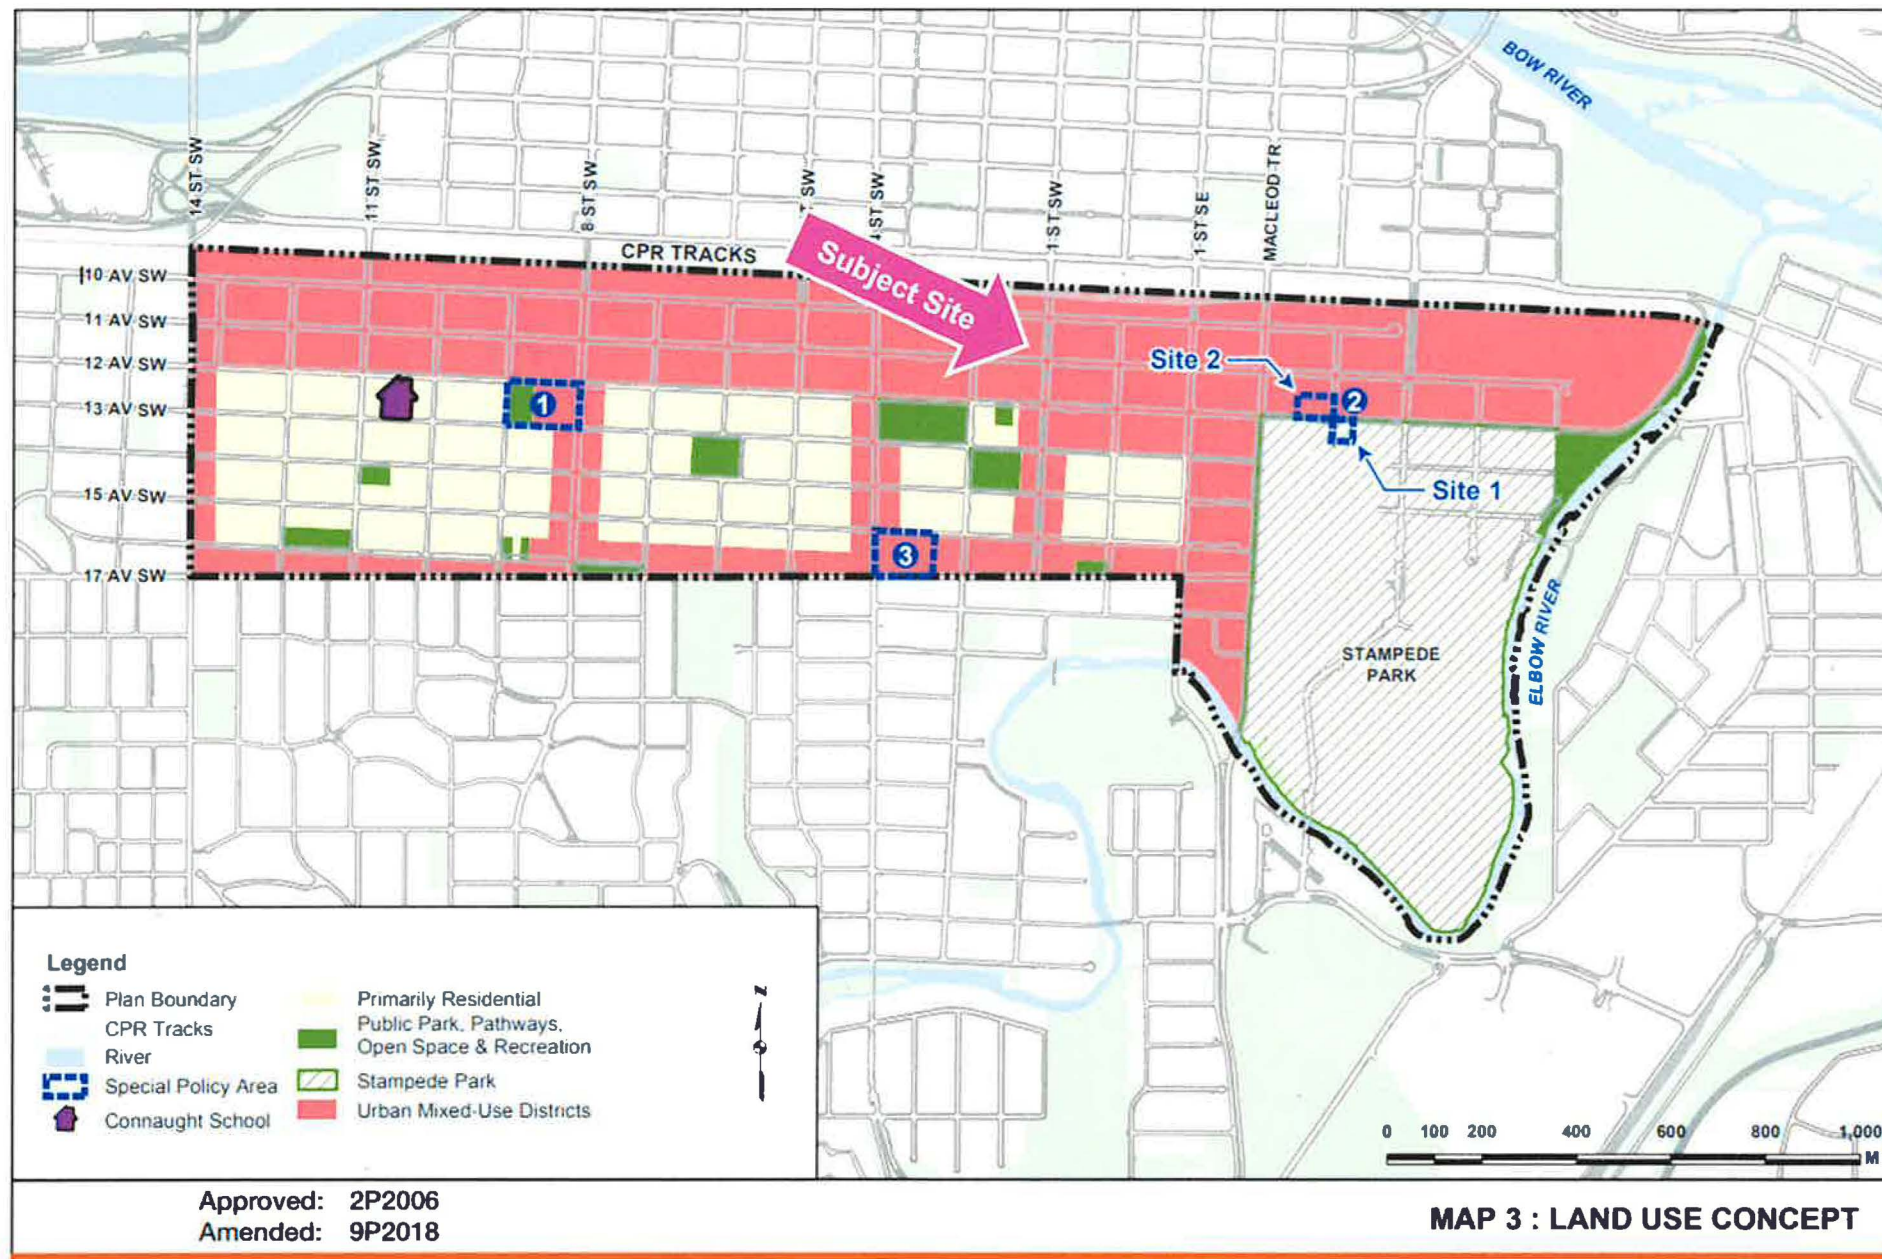 BOW RIVER
14 ST SW
11 ST SW
8 ST SW
ST SW
4 ST SW
1 ST SW
1 ST SE
MACLEOD TR
CPR TRACKS
Subject Site
10 AV SW
11 AV SW
12 AV SW
13 AV SW
15 AV SW
17 AV SW
Site 2
1
2
Site 1
3
STAMPEDE
PARK
ELBOW RIVER
Legend
Plan Boundary
CPR Tracks
River
Special Policy Area
Connaught School
Primarily Residential
Public Park, Pathways,
Open Space & Recreation
Stampede Park
Urban Mixed-Use Districts
N
0 100 200 400 600 800 1,000
M
Approved: 2P2006
Amended: 9P2018
MAP 3 : LAND USE CONCEPT